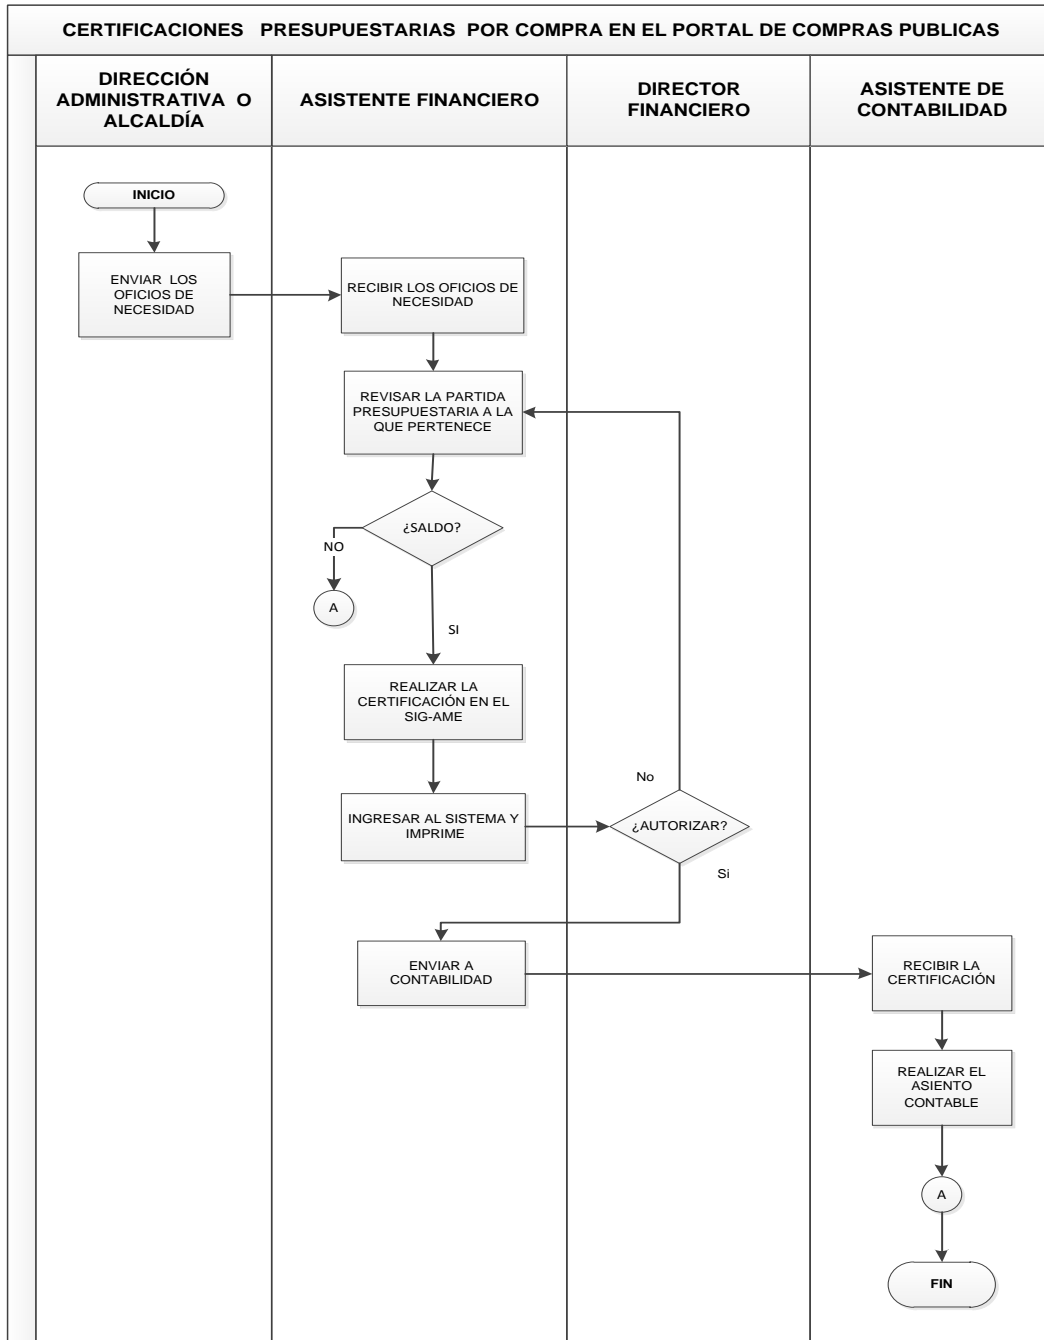 CERTIFICACIONES PRESUPUESTARIAS POR COMPRA EN EL PORTAL DE COMPRAS PUBLICAS
DIRECCIÓN
ADMINISTRATIVA O
ALCALDÍA
ASISTENTE FINANCIERO
DIRECTOR
FINANCIERO
ASISTENTE DE
CONTABILIDAD
INICIO
ENVIAR LOS
OFICIOS DE
NECESIDAD
RECIBIR LOS OFICIOS DE
NECESIDAD
REVISAR LA PARTIDA
PRESUPUESTARIA A LA
QUE PERTENECE
¿SALDO?
NO
A
SI
REALIZAR LA
CERTIFICACIÓN EN EL
SIG-AME
INGRESAR AL SISTEMA Y
IMPRIME
No
¿AUTORIZAR?
Si
ENVIAR A
CONTABILIDAD
RECIBIR LA
CERTIFICACIÓN
REALIZAR EL
ASIENTO
CONTABLE
A
FIN